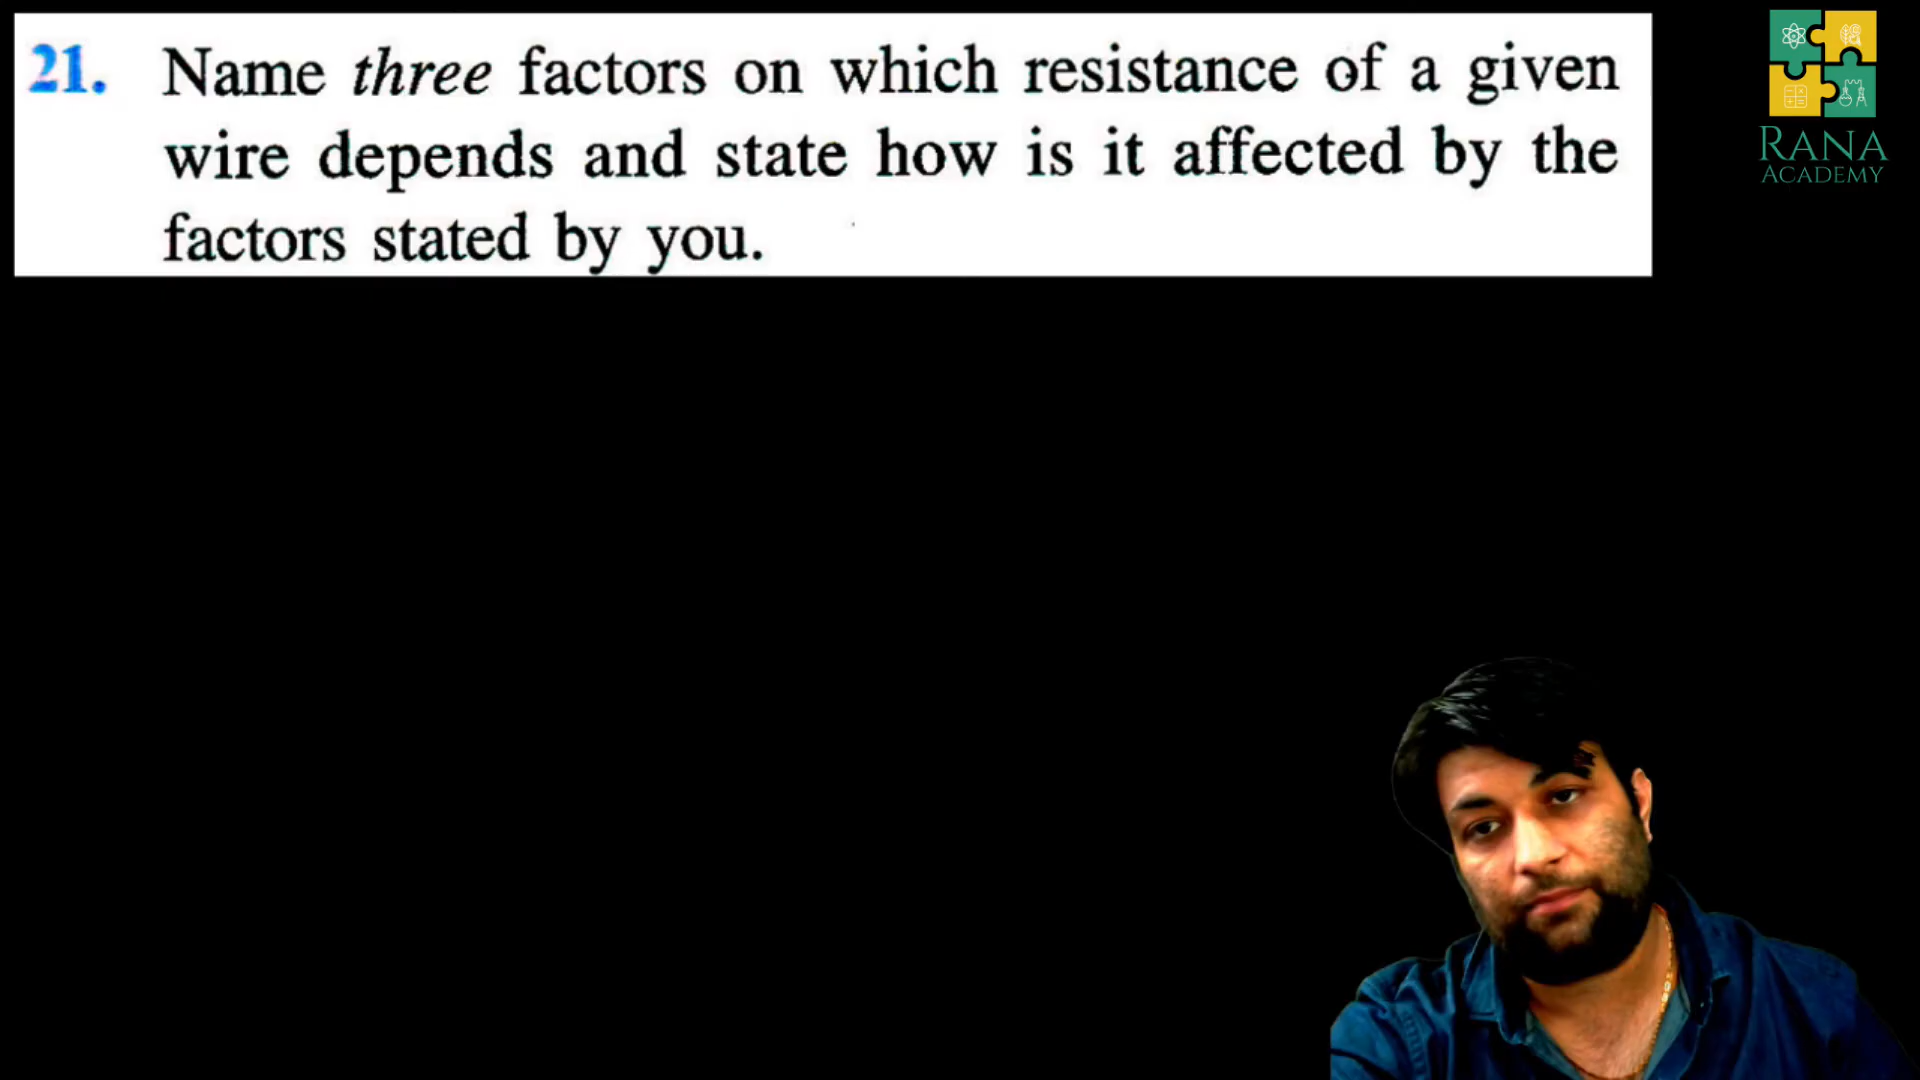 21. Name three factors on which resistance of a given
wire depends and state how is it affected by the
factors stated by you.
RANA
ACADEMY